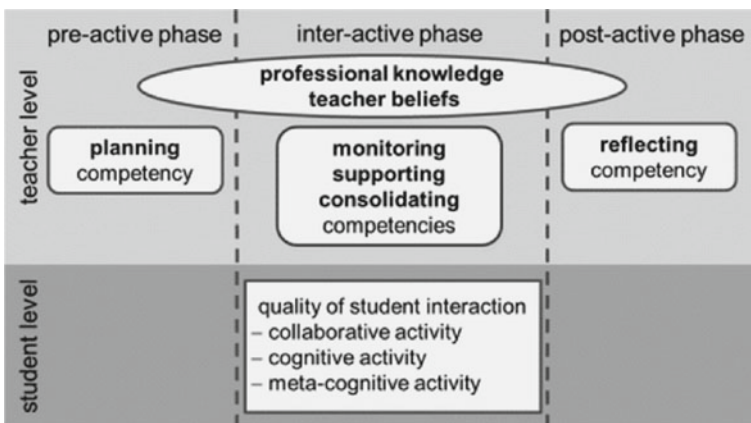 pre-active phase
inter-active phase
post-active phase
teacher level
professional knowledge
teacher beliefs
planning
competency
monitoring
supporting
consolidating
competencies
reflecting
competency
student level
quality of student interaction
– collaborative activity
– cognitive activity
– meta-cognitive activity